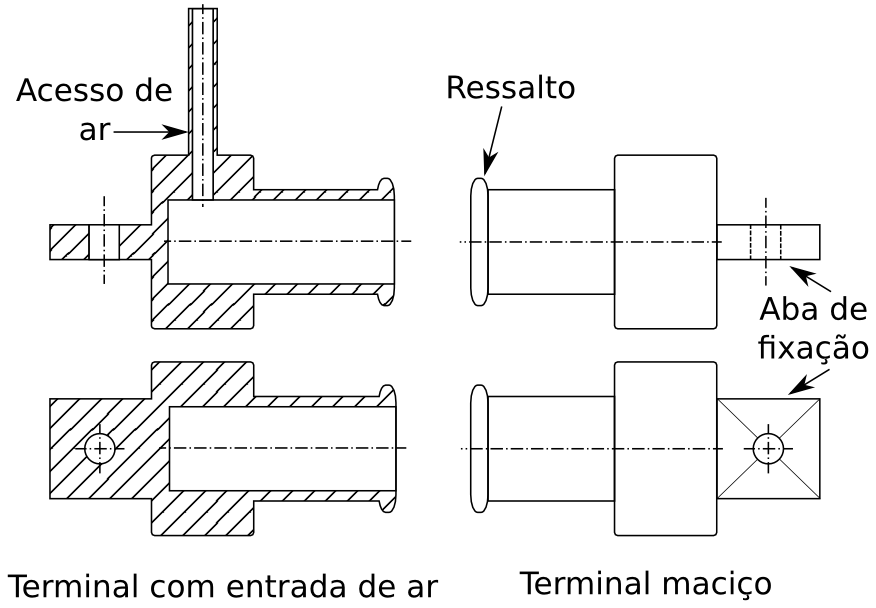 Acesso de
ar
Ressalto
Aba de
fixação
Terminal com entrada de ar
Terminal maciço